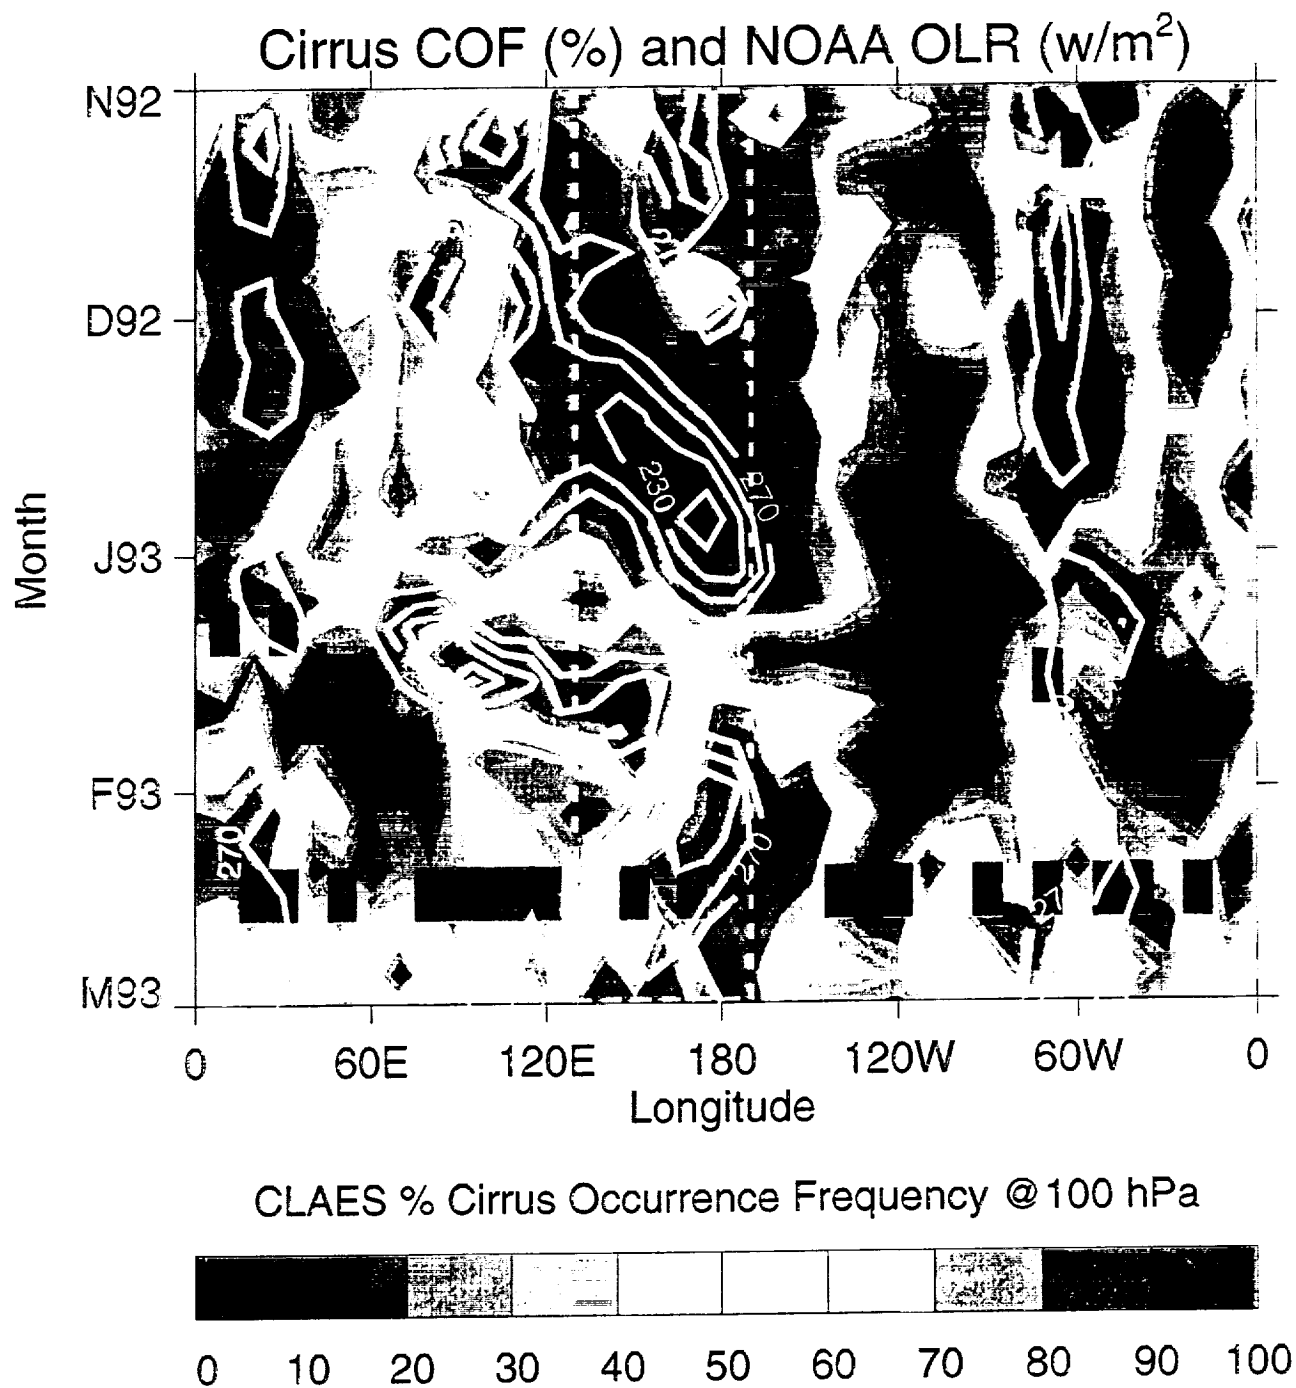 Cirrus COF (%) and NOAA OLR (w/m²)
N92
D92
J93
F93
M93
Month
230
270
270
270
27
21
0 60E 120E 180 120W 60W 0
Longitude
CLAES % Cirrus Occurrence Frequency @100 hPa
0 10 20 30 40 50 60 70 80 90 100